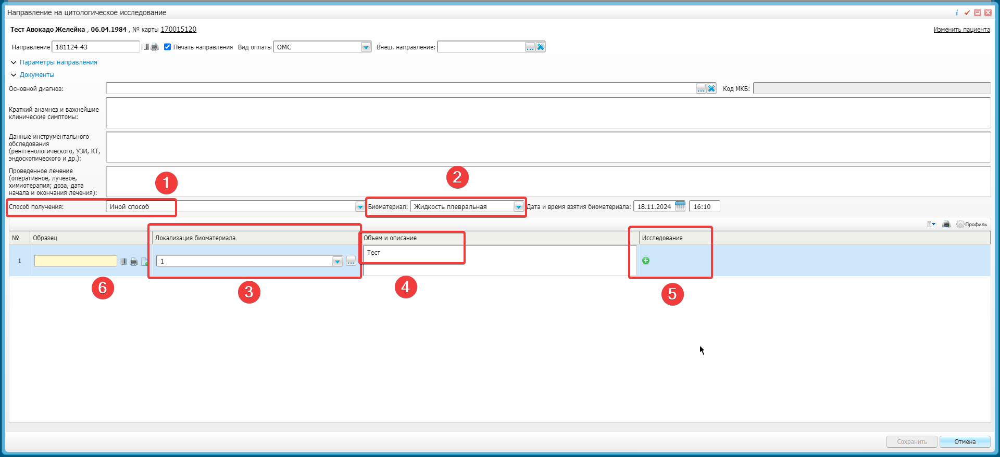 Направление на цитологическое исследование
Тест Авокадо Желейка , 06.04.1984 , № карты 170015120
Изменить пациента
Направление 181124-43 Печать направления Вид оплаты ОМС Внеш. направление:
Параметры направления
Документы
Основной диагноз:
Код МКБ:
Краткий анамнез и важнейшие
клинические симптомы:
Данные инструментального
обследования
(рентгенологического, УЗИ, КТ,
эндоскопического и др.):
Проведенное лечение
(оперативное, лучевое,
химиотерапия; доза, дата
начала и окончания лечения):
1
2
Способ получения: Иной способ Биоматериал: Жидкость плевральная Дата и время взятия биоматериала: 18.11.2024 16:10
Профиль
№ Образец Локализация биоматериала Объем и описание Исследования
1 1 Тест
6
3
4
5
Сохранить Отмена